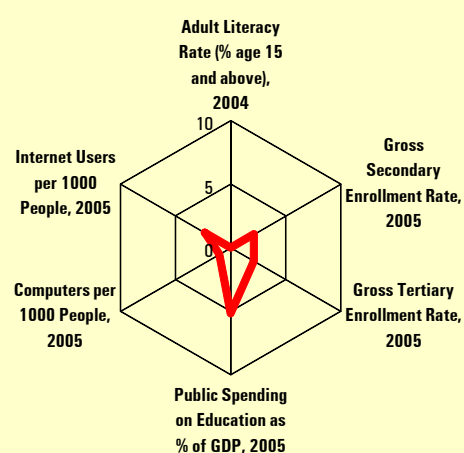 Adult Literacy
Rate (% age 15
and above),
2004
10
5
0
Gross
Secondary
Enrollment Rate,
2005
Gross Tertiary
Enrollment Rate,
2005
Public Spending
on Education as
% of GDP, 2005
Computers per
1000 People,
2005
Internet Users
per 1000
People, 2005